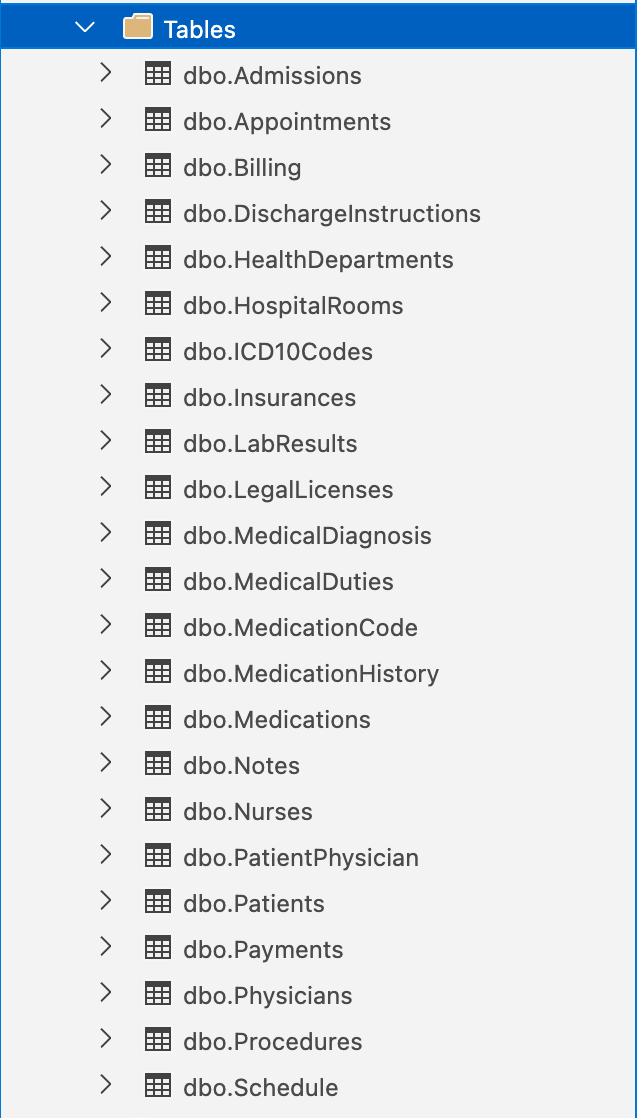 Tables
dbo.Admissions
dbo.Appointments
dbo.Billing
dbo.DischargeInstructions
dbo.HealthDepartments
dbo.HospitalRooms
dbo.ICD10Codes
dbo.Insurances
dbo.LabResults
dbo.LegalLicenses
dbo.MedicalDiagnosis
dbo.MedicalDuties
dbo.MedicationCode
dbo.MedicationHistory
dbo.Medications
dbo.Notes
dbo.Nurses
dbo.PatientPhysician
dbo.Patients
dbo.Payments
dbo.Physicians
dbo.Procedures
dbo.Schedule